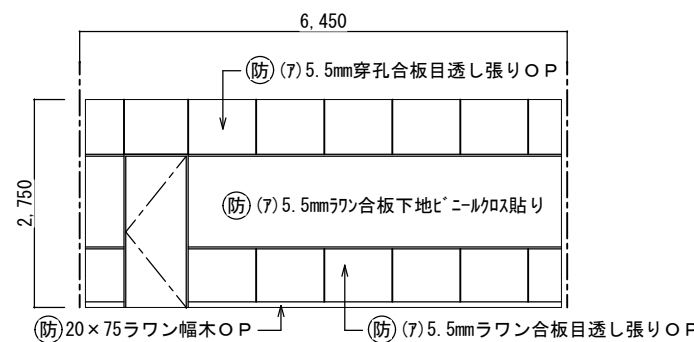 6,450
防 (ｱ)5.5mm穿孔合板目透し張りＯＰ
2,750
防 (ｱ)5.5mmﾗﾜﾝ合板下地ﾋﾞﾆｰﾙｸﾛｽ貼り
防 20×75ラワン幅木ＯＰ
防 (ｱ)5.5mmラワン合板目透し張りＯＰ